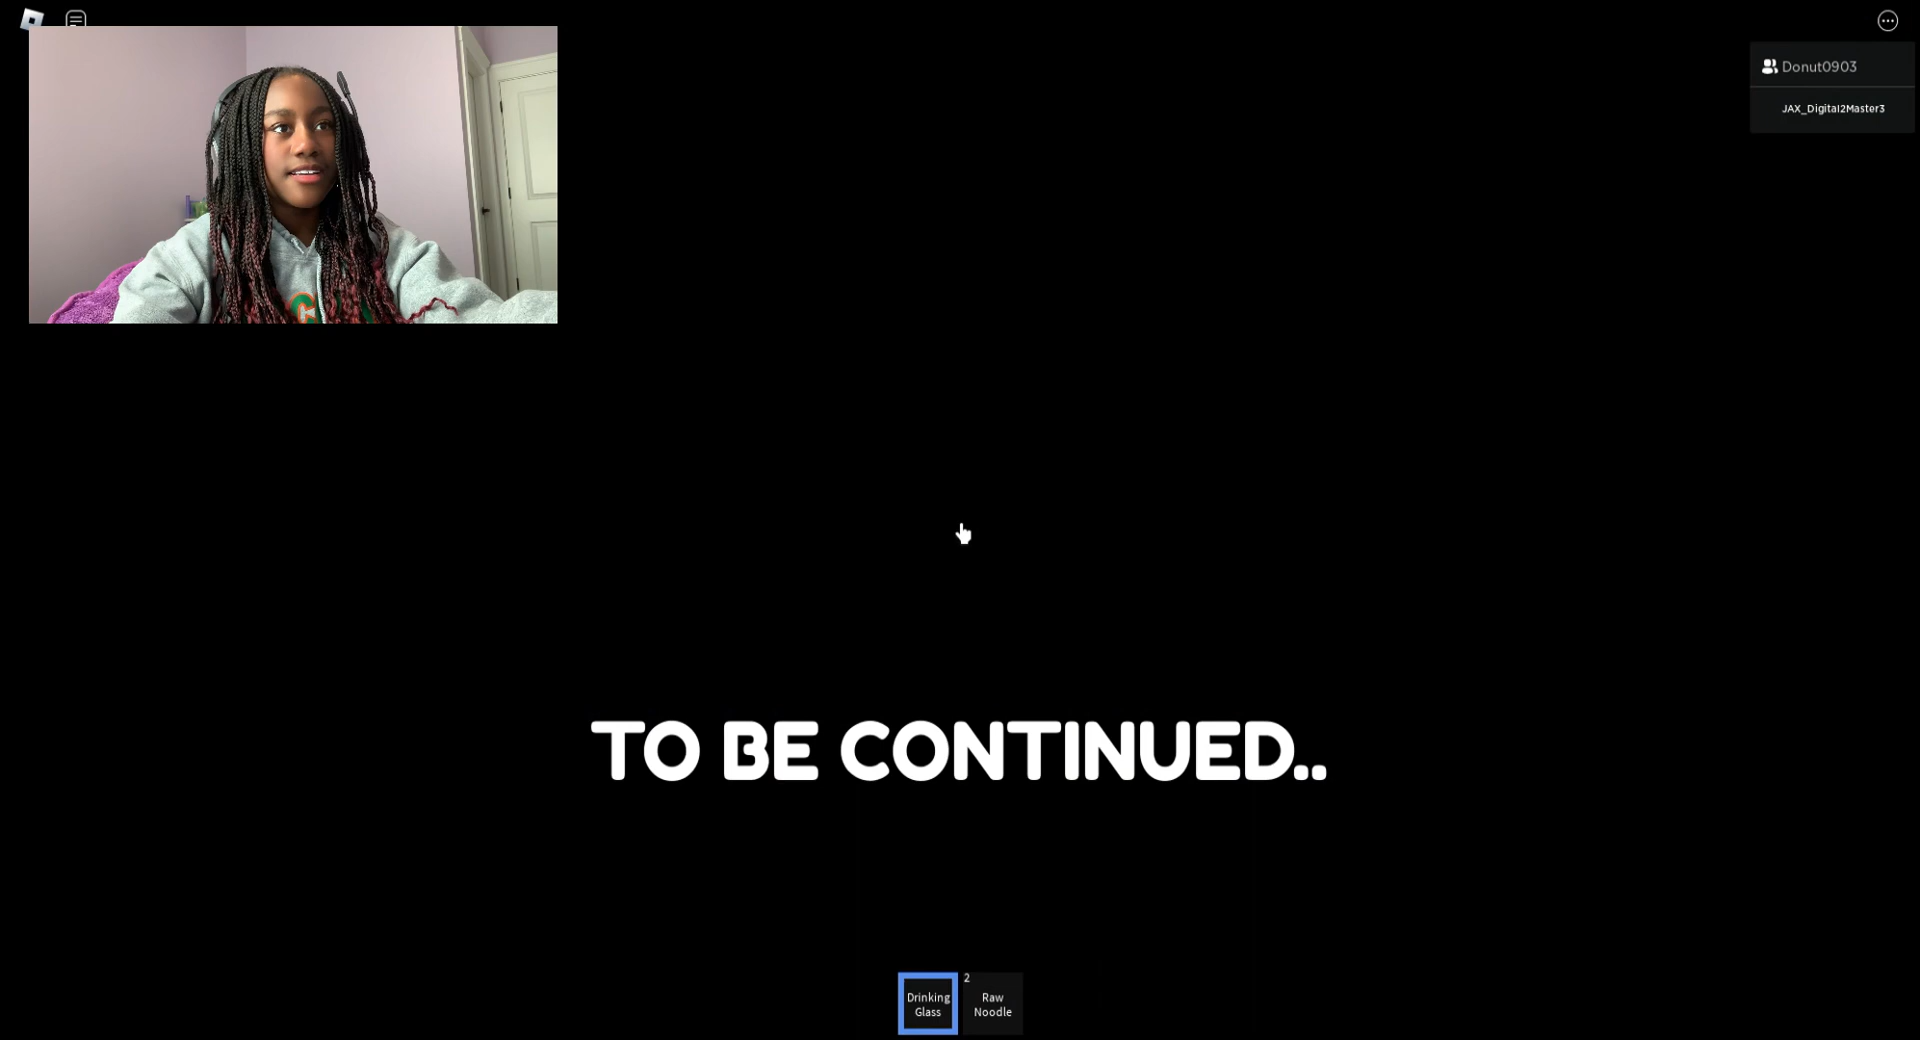 Donut0903
JAX_Digital2Master3
TO BE CONTINUED..
Drinking
Glass
2
Raw
Noodle